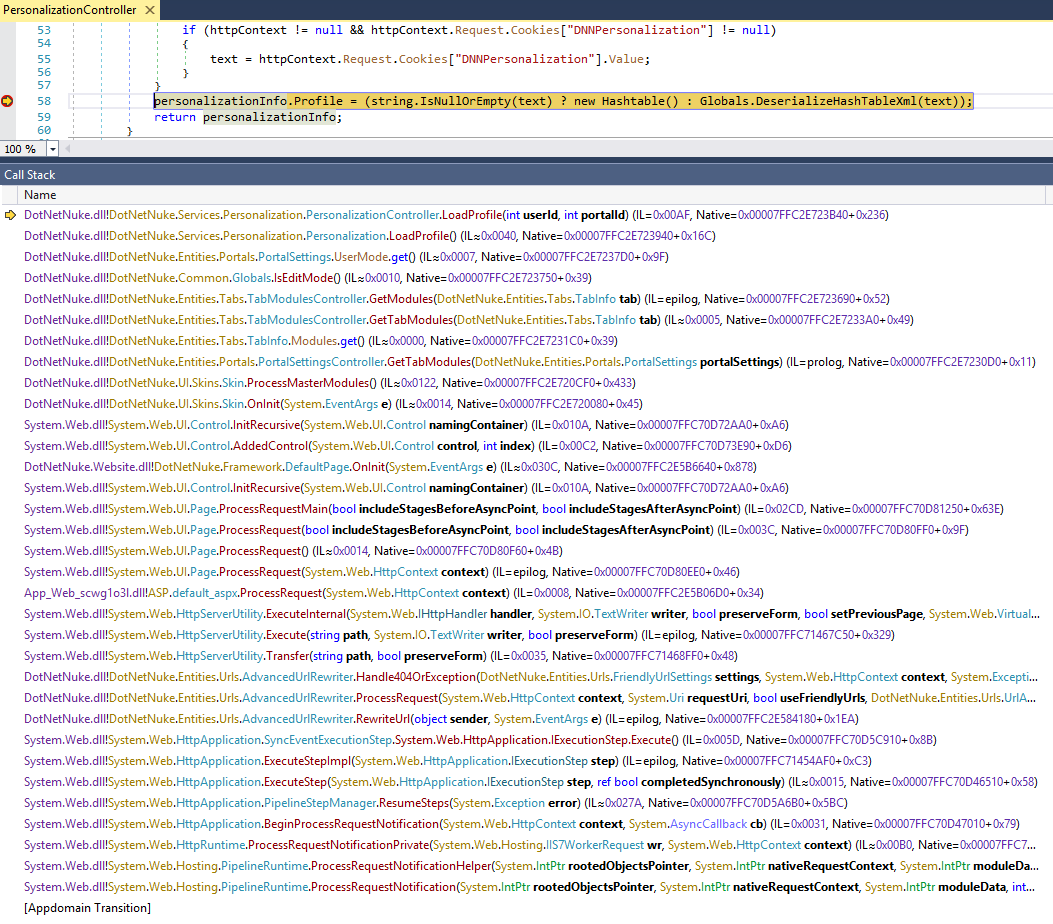 PersonalizationController ×
53 if (httpContext != null && httpContext.Request.Cookies["DNNPersonalization"] != null)
54 {
55 text = httpContext.Request.Cookies["DNNPersonalization"].Value;
56 }
57 }
58 personalizationInfo.Profile = (string.IsNullOrEmpty(text) ? new Hashtable() : Globals.DeserializeHashTableXml(text));
59 return personalizationInfo;
60 }
100 %
Call Stack
Name
DotNetNuke.dll!DotNetNuke.Services.Personalization.PersonalizationController.LoadProfile(int userId, int portalId) (IL=0x00AF, Native=0x00007FFC2E723B40+0x236)
DotNetNuke.dll!DotNetNuke.Services.Personalization.Personalization.LoadProfile() (IL≈0x0040, Native=0x00007FFC2E723940+0x16C)
DotNetNuke.dll!DotNetNuke.Entities.Portals.PortalSettings.UserMode.get() (IL≈0x0007, Native=0x00007FFC2E7237D0+0x9F)
DotNetNuke.dll!DotNetNuke.Common.Globals.IsEditMode() (IL≈0x0010, Native=0x00007FFC2E723750+0x39)
DotNetNuke.dll!DotNetNuke.Entities.Tabs.TabModulesController.GetModules(DotNetNuke.Entities.Tabs.TabInfo tab) (IL=epilog, Native=0x00007FFC2E723690+0x52)
DotNetNuke.dll!DotNetNuke.Entities.Tabs.TabModulesController.GetTabModules(DotNetNuke.Entities.Tabs.TabInfo tab) (IL≈0x0005, Native=0x00007FFC2E7233A0+0x49)
DotNetNuke.dll!DotNetNuke.Entities.Tabs.TabInfo.Modules.get() (IL≈0x0000, Native=0x00007FFC2E7231C0+0x39)
DotNetNuke.dll!DotNetNuke.Entities.Portals.PortalSettingsController.GetTabModules(DotNetNuke.Entities.Portals.PortalSettings portalSettings) (IL=prolog, Native=0x00007FFC2E7230D0+0x11)
DotNetNuke.dll!DotNetNuke.UI.Skins.Skin.ProcessMasterModules() (IL≈0x0122, Native=0x00007FFC2E720CF0+0x433)
DotNetNuke.dll!DotNetNuke.UI.Skins.Skin.OnInit(System.EventArgs e) (IL≈0x0014, Native=0x00007FFC2E720080+0x45)
System.Web.dll!System.Web.UI.Control.InitRecursive(System.Web.UI.Control namingContainer) (IL=0x010A, Native=0x00007FFC70D72AA0+0xA6)
System.Web.dll!System.Web.UI.Control.AddedControl(System.Web.UI.Control control, int index) (IL=0x00C2, Native=0x00007FFC70D73E90+0xD6)
DotNetNuke.Website.dll!DotNetNuke.Framework.DefaultPage.OnInit(System.EventArgs e) (IL≈0x030C, Native=0x00007FFC2E5B6640+0x878)
System.Web.dll!System.Web.UI.Control.InitRecursive(System.Web.UI.Control namingContainer) (IL=0x010A, Native=0x00007FFC70D72AA0+0xA6)
System.Web.dll!System.Web.UI.Page.ProcessRequestMain(bool includeStagesBeforeAsyncPoint, bool includeStagesAfterAsyncPoint) (IL=0x02CD, Native=0x00007FFC70D81250+0x63E)
System.Web.dll!System.Web.UI.Page.ProcessRequest(bool includeStagesBeforeAsyncPoint, bool includeStagesAfterAsyncPoint) (IL=0x003C, Native=0x00007FFC70D80FF0+0x9F)
System.Web.dll!System.Web.UI.Page.ProcessRequest() (IL≈0x0014, Native=0x00007FFC70D80F60+0x4B)
System.Web.dll!System.Web.UI.Page.ProcessRequest(System.Web.HttpContext context) (IL=epilog, Native=0x00007FFC70D80EE0+0x46)
App_Web_scwg1o3l.dll!ASP.default_aspx.ProcessRequest(System.Web.HttpContext context) (IL=0x0008, Native=0x00007FFC2E5B06D0+0x34)
System.Web.dll!System.Web.HttpServerUtility.ExecuteInternal(System.Web.IHttpHandler handler, System.IO.TextWriter writer, bool preserveForm, bool setPreviousPage, System.Web.Virtual...
System.Web.dll!System.Web.HttpServerUtility.Execute(string path, System.IO.TextWriter writer, bool preserveForm) (IL=epilog, Native=0x00007FFC71467C50+0x329)
System.Web.dll!System.Web.HttpServerUtility.Transfer(string path, bool preserveForm) (IL=0x0035, Native=0x00007FFC71468FF0+0x48)
DotNetNuke.dll!DotNetNuke.Entities.Urls.AdvancedUrlRewriter.Handle404OrException(DotNetNuke.Entities.Urls.FriendlyUrlSettings settings, System.Web.HttpContext context, System.Excepti...
DotNetNuke.dll!DotNetNuke.Entities.Urls.AdvancedUrlRewriter.ProcessRequest(System.Web.HttpContext context, System.Uri requestUri, bool useFriendlyUrls, DotNetNuke.Entities.Urls.UrlA...
DotNetNuke.dll!DotNetNuke.Entities.Urls.AdvancedUrlRewriter.RewriteUrl(object sender, System.EventArgs e) (IL=epilog, Native=0x00007FFC2E584180+0x1EA)
System.Web.dll!System.Web.HttpApplication.SyncEventExecutionStep.System.Web.HttpApplication.IExecutionStep.Execute() (IL=0x005D, Native=0x00007FFC70D5C910+0x8B)
System.Web.dll!System.Web.HttpApplication.ExecuteStepImpl(System.Web.HttpApplication.IExecutionStep step) (IL=epilog, Native=0x00007FFC71454AF0+0xC3)
System.Web.dll!System.Web.HttpApplication.ExecuteStep(System.Web.HttpApplication.IExecutionStep step, ref bool completedSynchronously) (IL≈0x0015, Native=0x00007FFC70D46510+0x58)
System.Web.dll!System.Web.HttpApplication.PipelineStepManager.ResumeSteps(System.Exception error) (IL≈0x027A, Native=0x00007FFC70D5A6B0+0x5BC)
System.Web.dll!System.Web.HttpApplication.BeginProcessRequestNotification(System.Web.HttpContext context, System.AsyncCallback cb) (IL=0x0031, Native=0x00007FFC70D47010+0x79)
System.Web.dll!System.Web.HttpRuntime.ProcessRequestNotificationPrivate(System.Web.Hosting.IIS7WorkerRequest wr, System.Web.HttpContext context) (IL≈0x00B0, Native=0x00007FFC7...
System.Web.dll!System.Web.Hosting.PipelineRuntime.ProcessRequestNotificationHelper(System.IntPtr rootedObjectsPointer, System.IntPtr nativeRequestContext, System.IntPtr moduleDa...
System.Web.dll!System.Web.Hosting.PipelineRuntime.ProcessRequestNotification(System.IntPtr rootedObjectsPointer, System.IntPtr nativeRequestContext, System.IntPtr moduleData, int...
[Appdomain Transition]